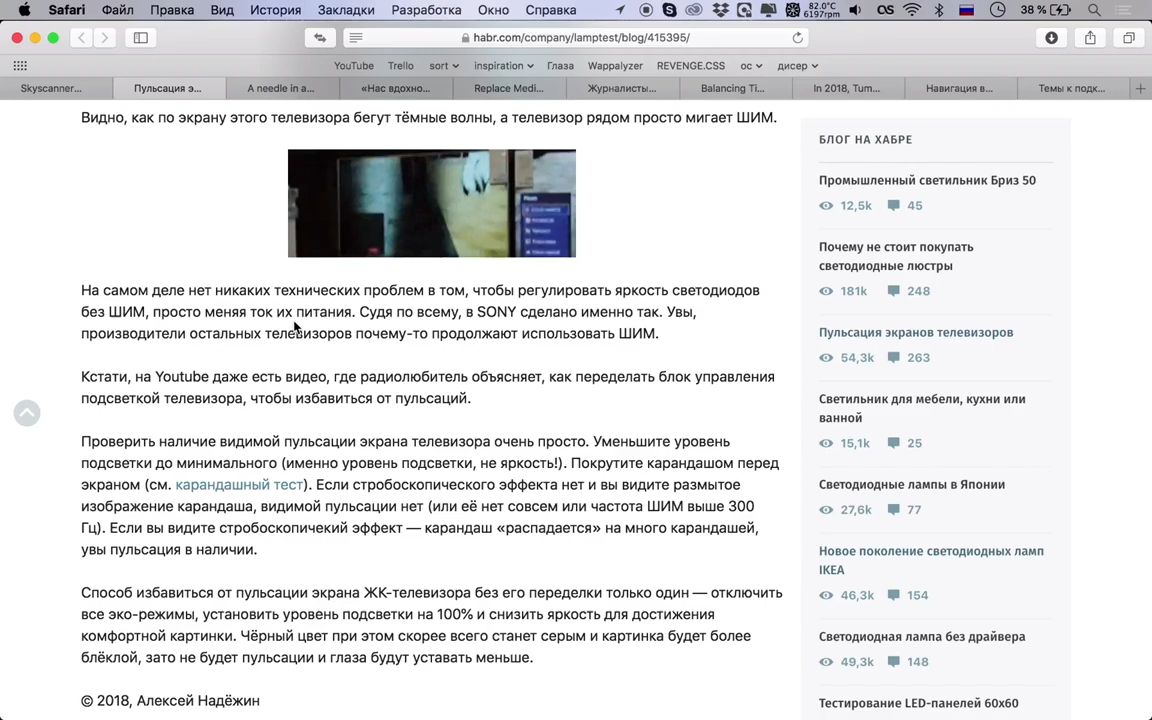 Safari Файл Правка Вид История Закладки Разработка Окно Справка 82.0°C 6197rpm 38 %
habr.com/company/lamptest/blog/415395/
YouTube Trello sort inspiration Глаза Wappalyzer REVENGE.CSS ос дисер
Skyscanner... Пульсация э... A needle in a... «Нас вдохно... Replace Medi... Журналисты... Balancing Ti... In 2018, Tum... Навигация в... Темы к подк...
Видно, как по экрану этого телевизора бегут тёмные волны, а телевизор рядом просто мигает ШИМ.
На самом деле нет никаких технических проблем в том, чтобы регулировать яркость светодиодов
без ШИМ, просто меняя ток их питания. Судя по всему, в SONY сделано именно так. Увы,
производители остальных телевизоров почему-то продолжают использовать ШИМ.
Кстати, на Youtube даже есть видео, где радиолюбитель объясняет, как переделать блок управления
подсветкой телевизора, чтобы избавиться от пульсаций.
Проверить наличие видимой пульсации экрана телевизора очень просто. Уменьшите уровень
подсветки до минимального (именно уровень подсветки, не яркость!). Покрутите карандашом перед
экраном (см. карандашный тест). Если стробоскопического эффекта нет и вы видите размытое
изображение карандаша, видимой пульсации нет (или её нет совсем или частота ШИМ выше 300
Гц). Если вы видите стробоскопичекий эффект — карандаш «распадается» на много карандашей,
увы пульсация в наличии.
Способ избавиться от пульсации экрана ЖК-телевизора без его переделки только один — отключить
все эко-режимы, установить уровень подсветки на 100% и снизить яркость для достижения
комфортной картинки. Чёрный цвет при этом скорее всего станет серым и картинка будет более
блёклой, зато не будет пульсации и глаза будут уставать меньше.
© 2018, Алексей Надёжин
БЛОГ НА ХАБРЕ
Промышленный светильник Бриз 50
12,5k 45
Почему не стоит покупать
светодиодные люстры
181k 248
Пульсация экранов телевизоров
54,3k 263
Светильник для мебели, кухни или
ванной
15,1k 25
Светодиодные лампы в Японии
27,6k 77
Новое поколение светодиодных ламп
IKEA
46,3k 154
Светодиодная лампа без драйвера
49,3k 148
Тестирование LED-панелей 60x60